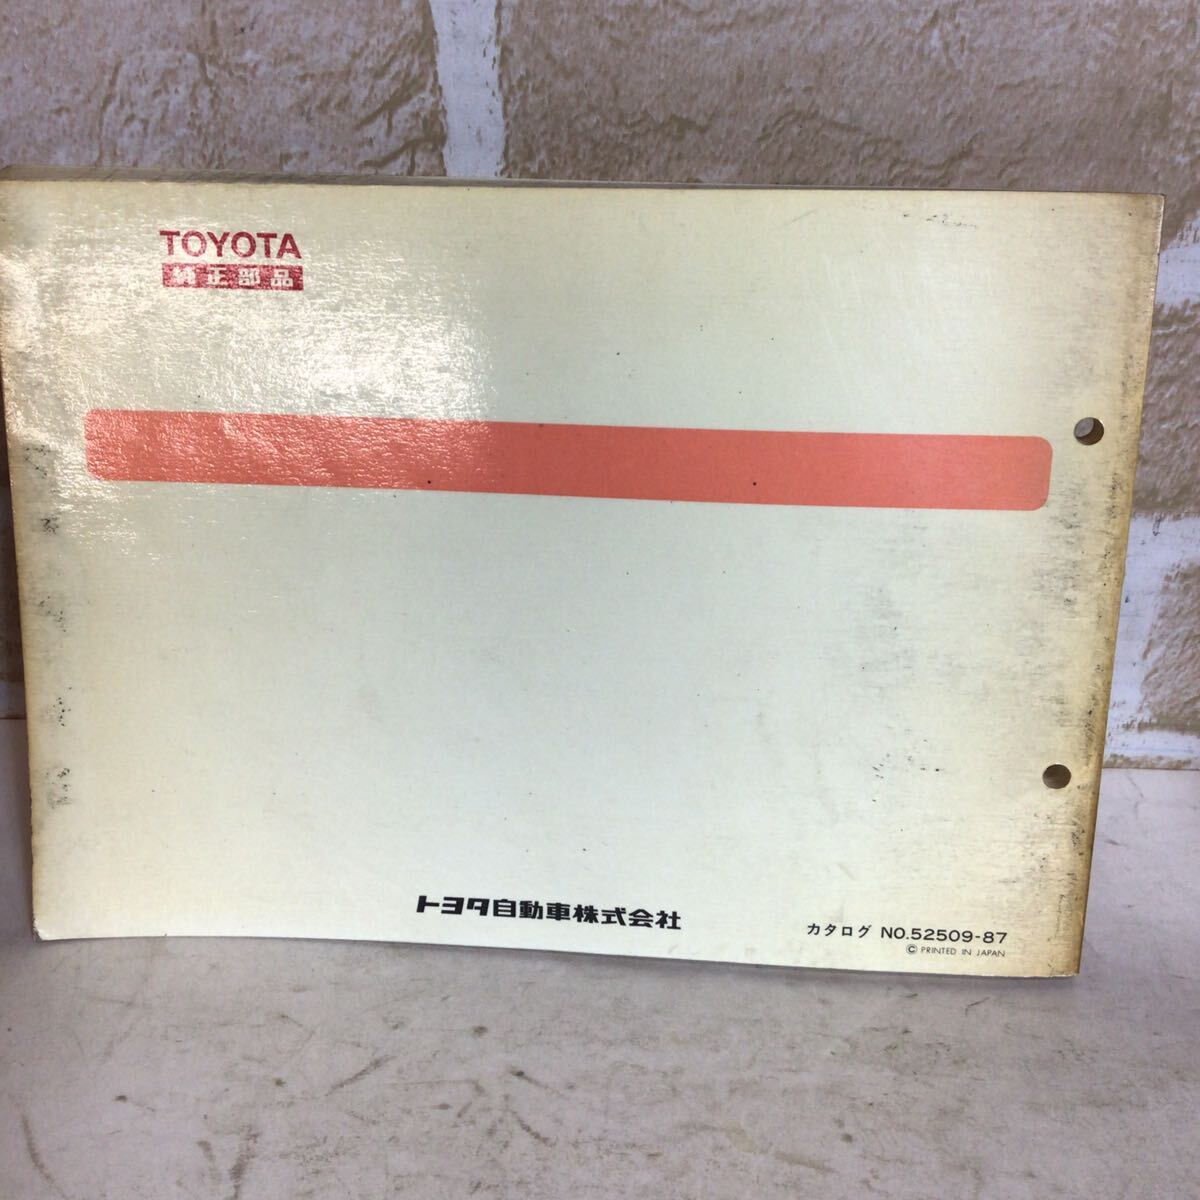 TOYOTA
純正部品
トヨタ自動車株式会社
カタログ NO.52509-87
© PRINTED IN JAPAN